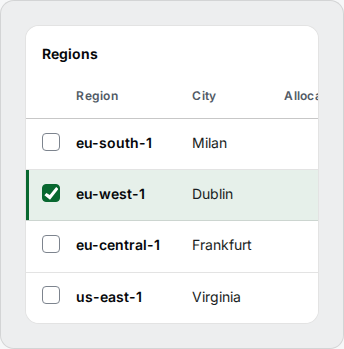 Regions
Region City
eu-south-1 Milan
eu-west-1 Dublin
eu-central-1 Frankfurt
us-east-1 Virginia